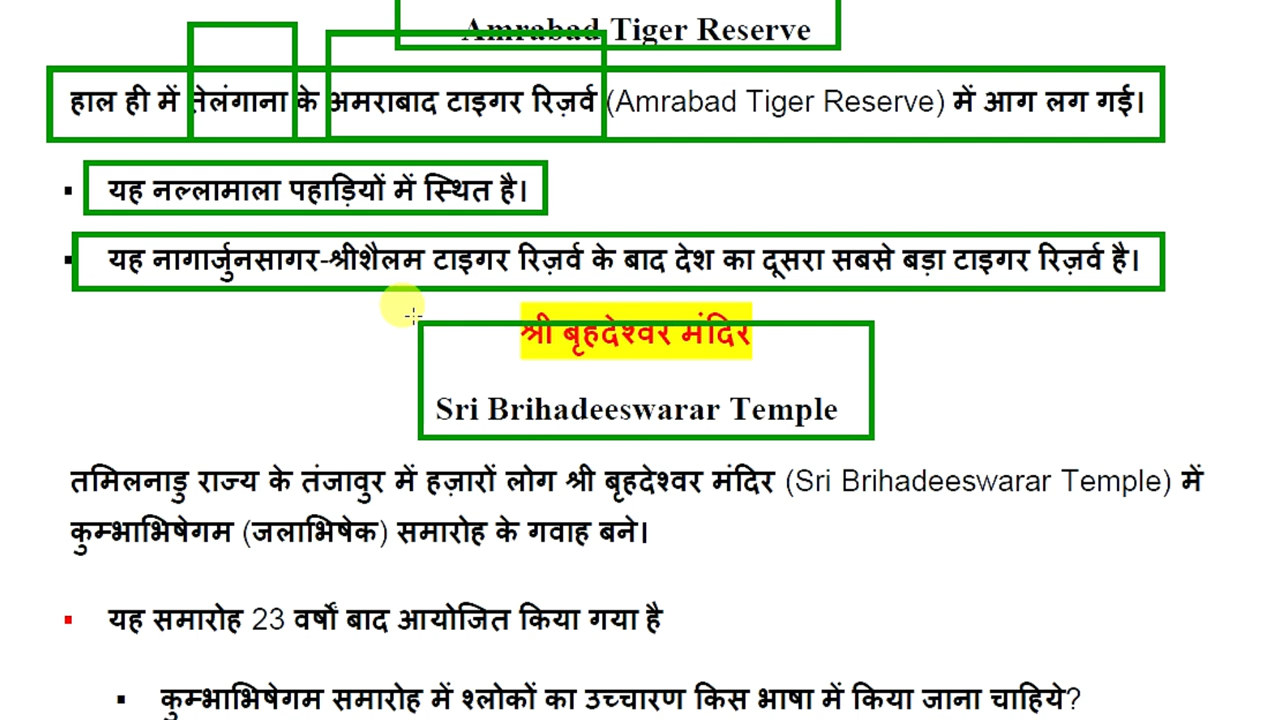 Amrabad Tiger Reserve
हाल ही में तेलंगाना के अमराबाद टाइगर रिज़र्व (Amrabad Tiger Reserve) में आग लग गई।
▪ यह नल्लामाला पहाड़ियों में स्थित है।
▪ यह नागार्जुनसागर-श्रीशैलम टाइगर रिज़र्व के बाद देश का दूसरा सबसे बड़ा टाइगर रिज़र्व है।
श्री बृहदेश्वर मंदिर
Sri Brihadeeswarar Temple
तमिलनाडु राज्य के तंजावुर में हज़ारों लोग श्री बृहदेश्वर मंदिर (Sri Brihadeeswarar Temple) में
कुम्भाभिषेगम (जलाभिषेक) समारोह के गवाह बने।
▪ यह समारोह 23 वर्षों बाद आयोजित किया गया है
▪ कुम्भाभिषेगम समारोह में श्लोकों का उच्चारण किस भाषा में किया जाना चाहिये?